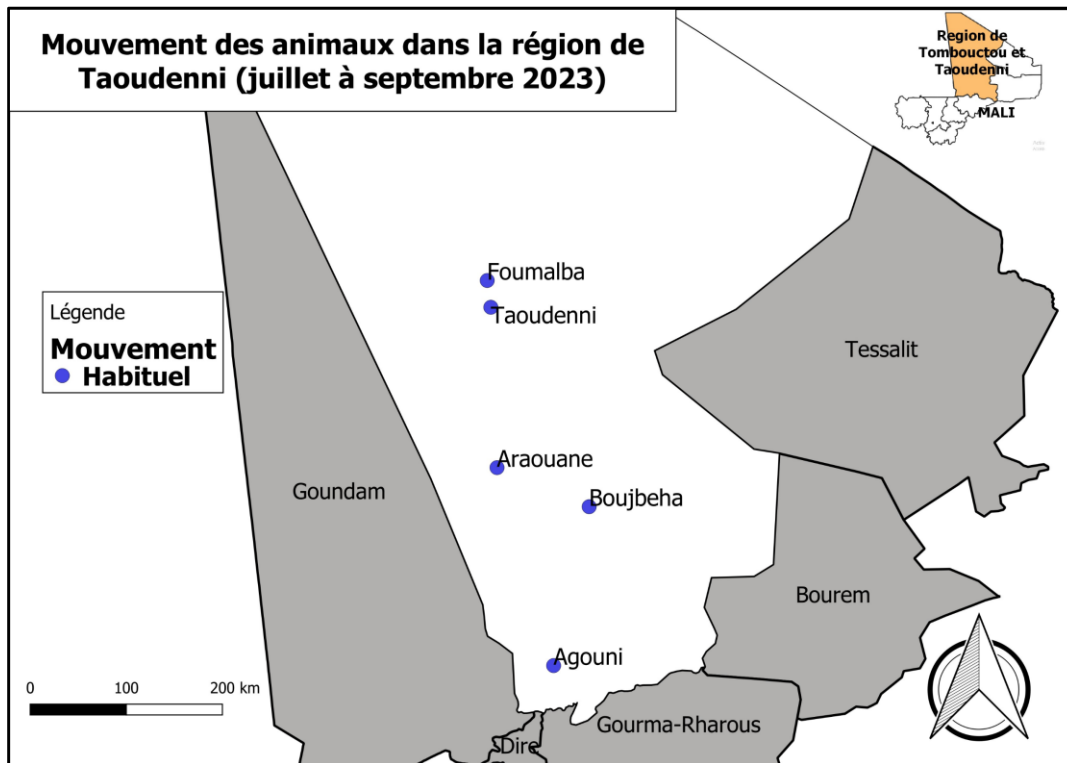 Mouvement des animaux dans la région de
Taoudenni (juillet à septembre 2023)
Region de
Tombouctou et
Taoudenni
MALI
Foumalba
Taoudenni
Légende
Mouvement
Habituel
Tessalit
Araouane
Goundam
Boujbeha
Bourem
Agouni
0 100 200 km
Gourma-Rharous
Dire